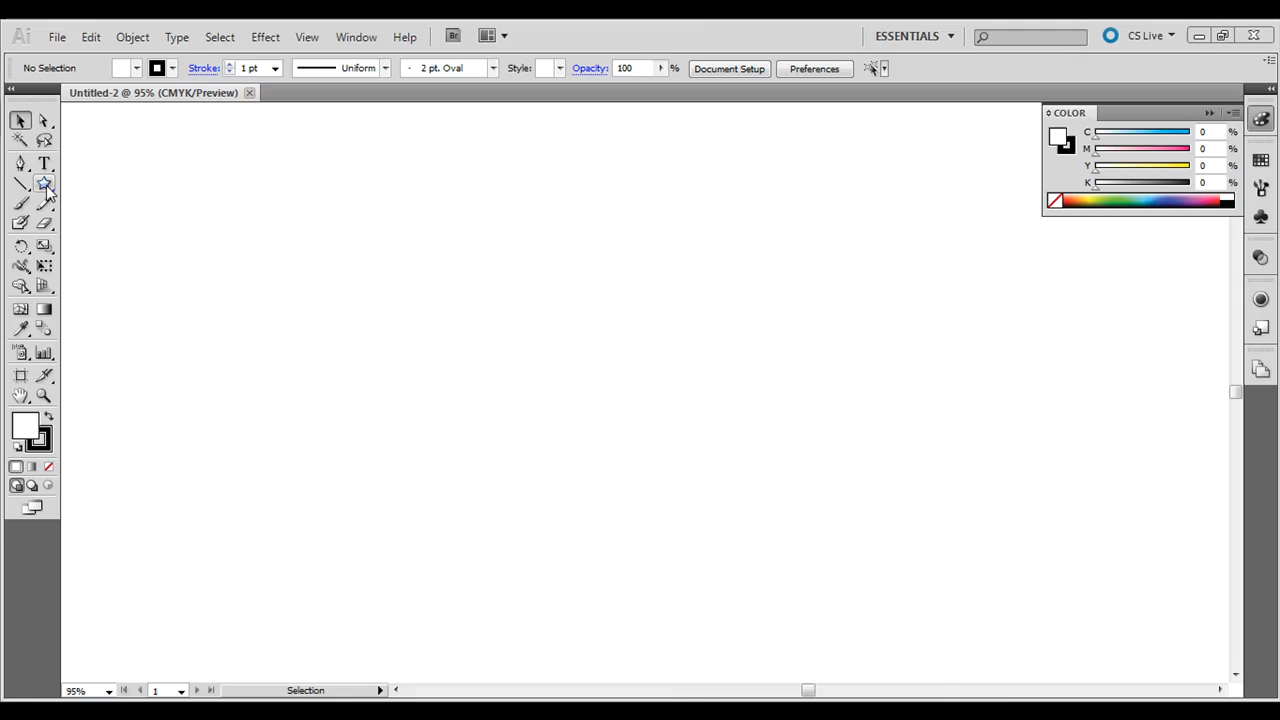 Ai File Edit Object Type Select Effect View Window Help Br ESSENTIALS CS Live
No Selection Stroke: 1 pt Uniform 2 pt. Oval Style: Opacity: 100 % Document Setup Preferences
Untitled-2 @ 95% (CMYK/Preview)
COLOR
C 0 %
M 0 %
Y 0 %
K 0 %
T
95% 1 Selection